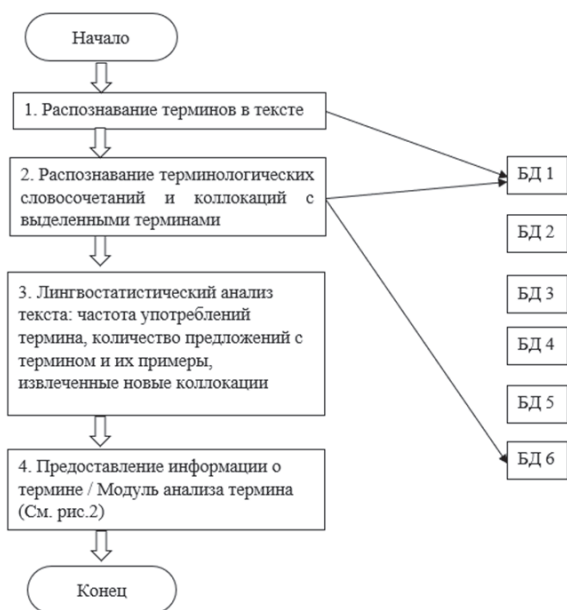 Начало
1. Распознавание терминов в тексте
2. Распознавание терминологических
словосочетаний и коллокаций с
выделенными терминами
3. Лингвостатистический анализ
текста: частота употреблений
термина, количество предложений с
термином и их примеры,
извлеченные новые коллокации
4. Предоставление информации о
термине / Модуль анализа термина
(См. рис.2)
Конец
БД 1
БД 2
БД 3
БД 4
БД 5
БД 6